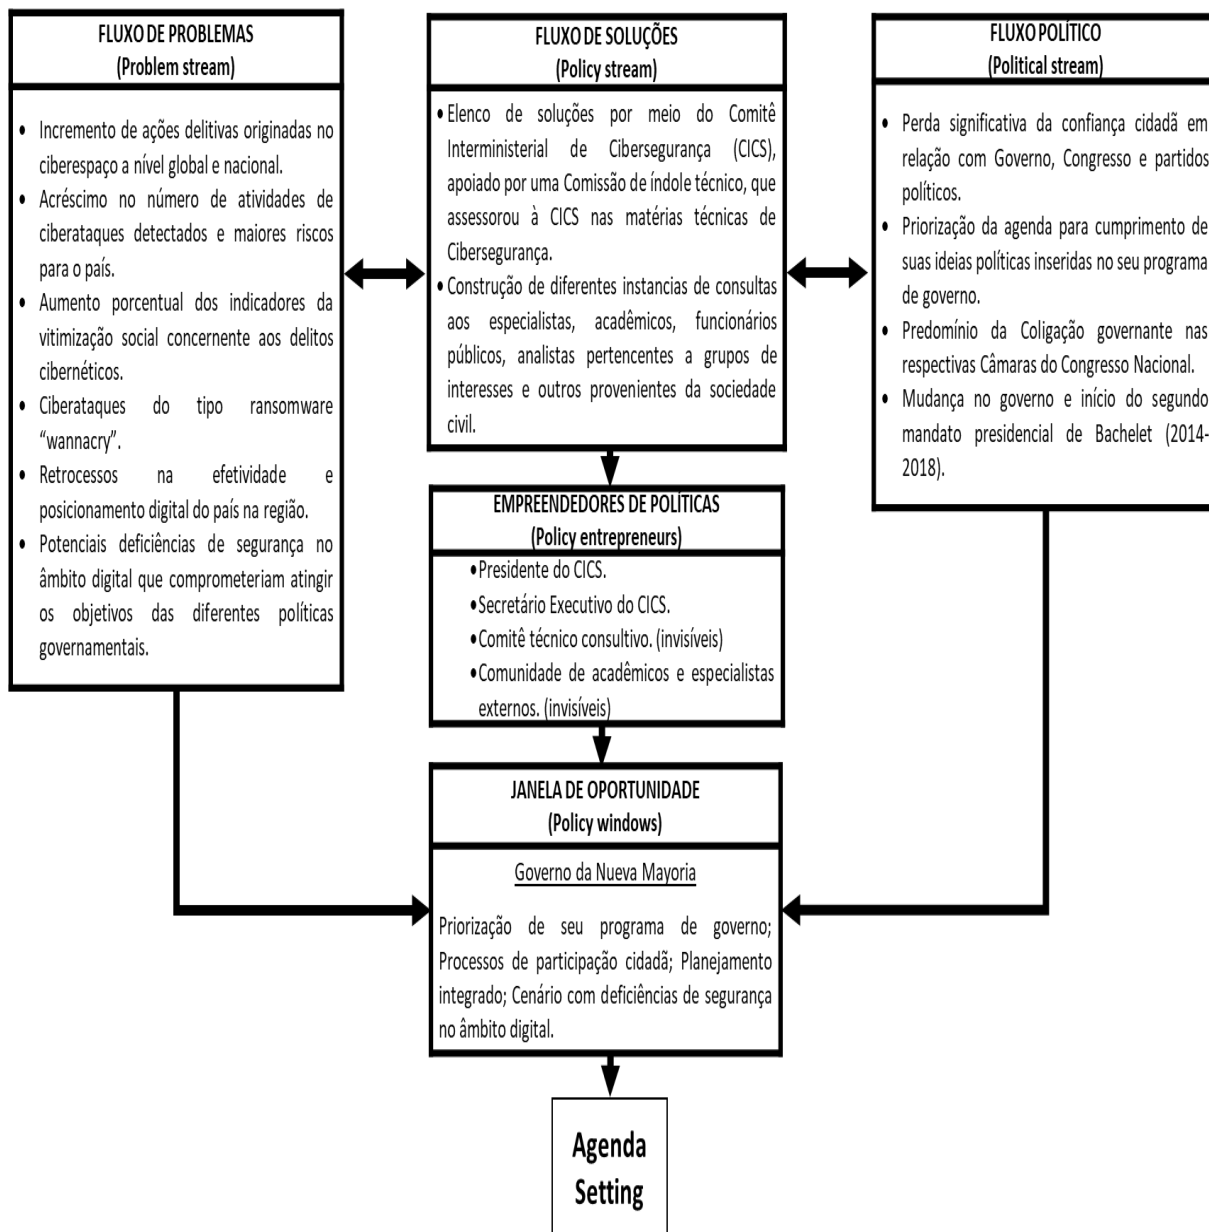 FLUXO DE PROBLEMAS
(Problem stream)
• Incremento de ações delitivas originadas no
ciberespaço a nível global e nacional.
• Acréscimo no número de atividades de
ciberataques detectados e maiores riscos
para o país.
• Aumento porcentual dos indicadores da
vitimização social concernente aos delitos
cibernéticos.
• Ciberataques do tipo ransomware
“wannacry”.
• Retrocessos na efetividade e
posicionamento digital do país na região.
• Potenciais deficiências de segurança no
âmbito digital que comprometeriam atingir
os objetivos das diferentes políticas
governamentais.
FLUXO DE SOLUÇÕES
(Policy stream)
• Elenco de soluções por meio do Comitê
Interministerial de Cibersegurança (CICS),
apoiado por uma Comissão de índole técnico, que
assessorou à CICS nas matérias técnicas de
Cibersegurança.
• Construção de diferentes instancias de consultas
aos especialistas, acadêmicos, funcionários
públicos, analistas pertencentes a grupos de
interesses e outros provenientes da sociedade
civil.
FLUXO POLÍTICO
(Political stream)
• Perda significativa da confiança cidadã em
relação com Governo, Congresso e partidos
políticos.
• Priorização da agenda para cumprimento de
suas ideias políticas inseridas no seu programa
de governo.
• Predomínio da Coligação governante nas
respectivas Câmaras do Congresso Nacional.
• Mudança no governo e início do segundo
mandato presidencial de Bachelet (2014-
2018).
EMPREENDEDORES DE POLÍTICAS
(Policy entrepreneurs)
• Presidente do CICS.
• Secretário Executivo do CICS.
• Comitê técnico consultivo. (invisíveis)
• Comunidade de acadêmicos e especialistas
externos. (invisíveis)
JANELA DE OPORTUNIDADE
(Policy windows)
Governo da Nueva Mayoria
Priorização de seu programa de governo;
Processos de participação cidadã; Planejamento
integrado; Cenário com deficiências de segurança
no âmbito digital.
Agenda
Setting